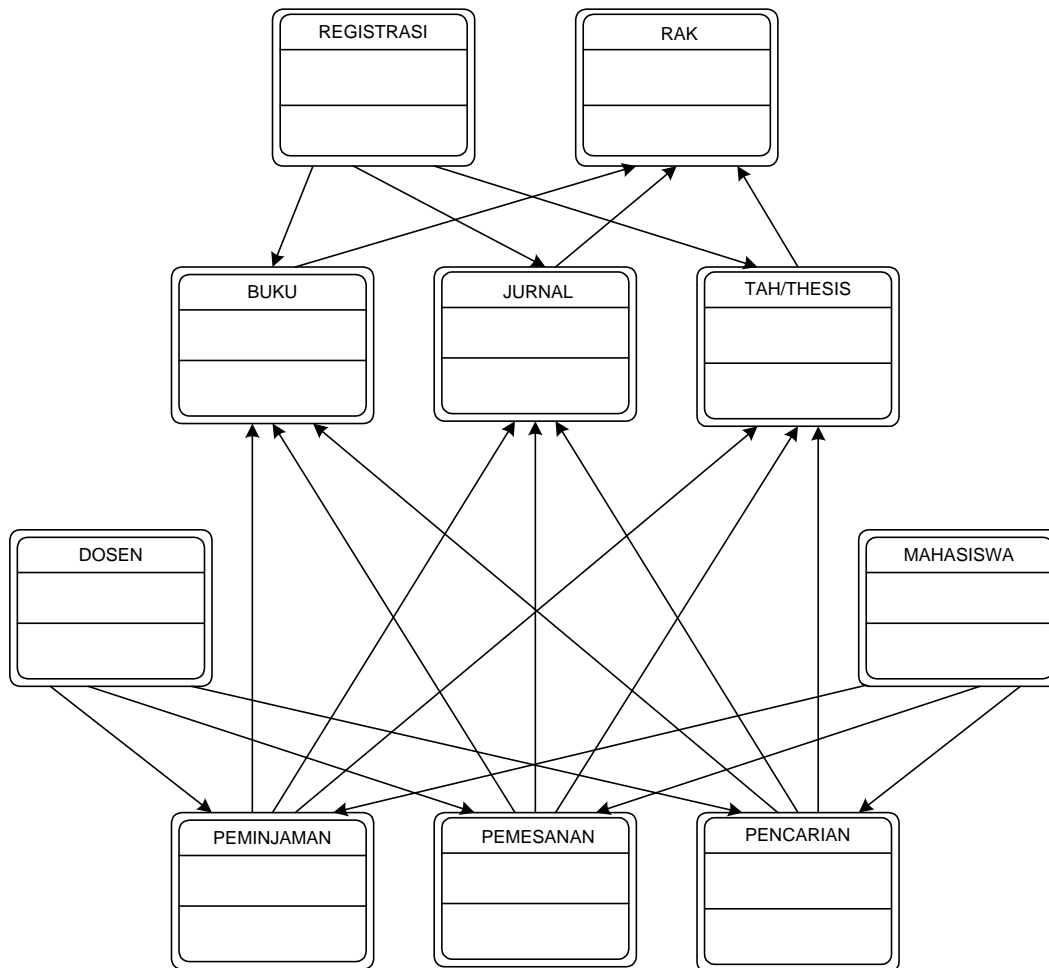 REGISTRASI
RAK
BUKU
JURNAL
TAH/THESIS
DOSEN
MAHASISWA
PEMINJAMAN
PEMESANAN
PENCARIAN